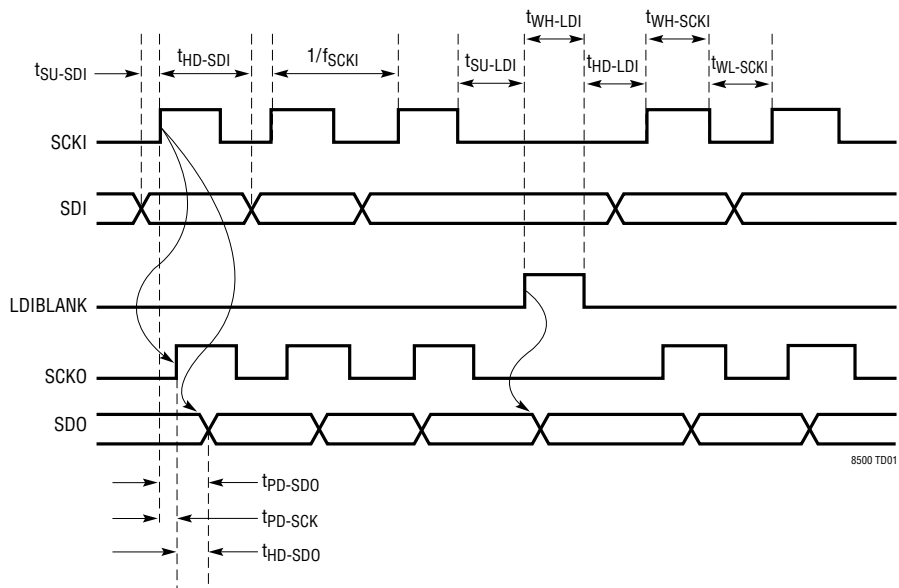 tWH-LDI tWH-SCKI
tSU-SDI tHD-SDI 1/fSCKI tSU-LDI tHD-LDI tWL-SCKI
SCKI
SDI
LDIBLANK
SCKO
SDO
8500 TD01
tPD-SDO
tPD-SCK
tHD-SDO